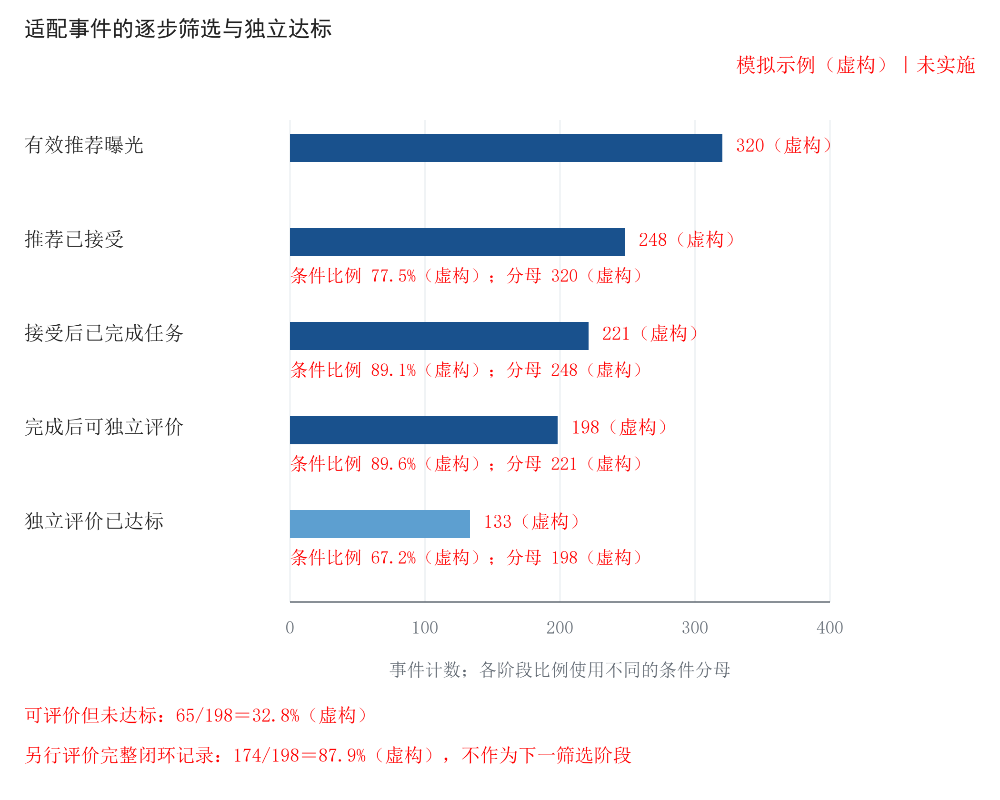 适配事件的逐步筛选与独立达标
模拟示例（虚构）｜未实施
有效推荐曝光
320（虚构）
推荐已接受
248（虚构）
条件比例 77.5%（虚构）；分母 320（虚构）
接受后已完成任务
221（虚构）
条件比例 89.1%（虚构）；分母 248（虚构）
完成后可独立评价
198（虚构）
条件比例 89.6%（虚构）；分母 221（虚构）
独立评价已达标
133（虚构）
条件比例 67.2%（虚构）；分母 198（虚构）
0 100 200 300 400
事件计数；各阶段比例使用不同的条件分母
可评价但未达标：65/198＝32.8%（虚构）
另行评价完整闭环记录：174/198＝87.9%（虚构），不作为下一筛选阶段